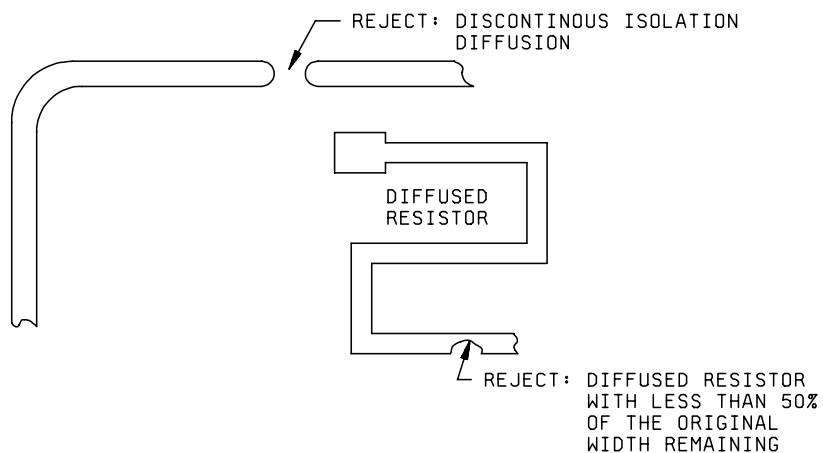 REJECT: DISCONTINOUS ISOLATION
DIFFUSION
DIFFUSED
RESISTOR
REJECT: DIFFUSED RESISTOR
WITH LESS THAN 50%
OF THE ORIGINAL
WIDTH REMAINING